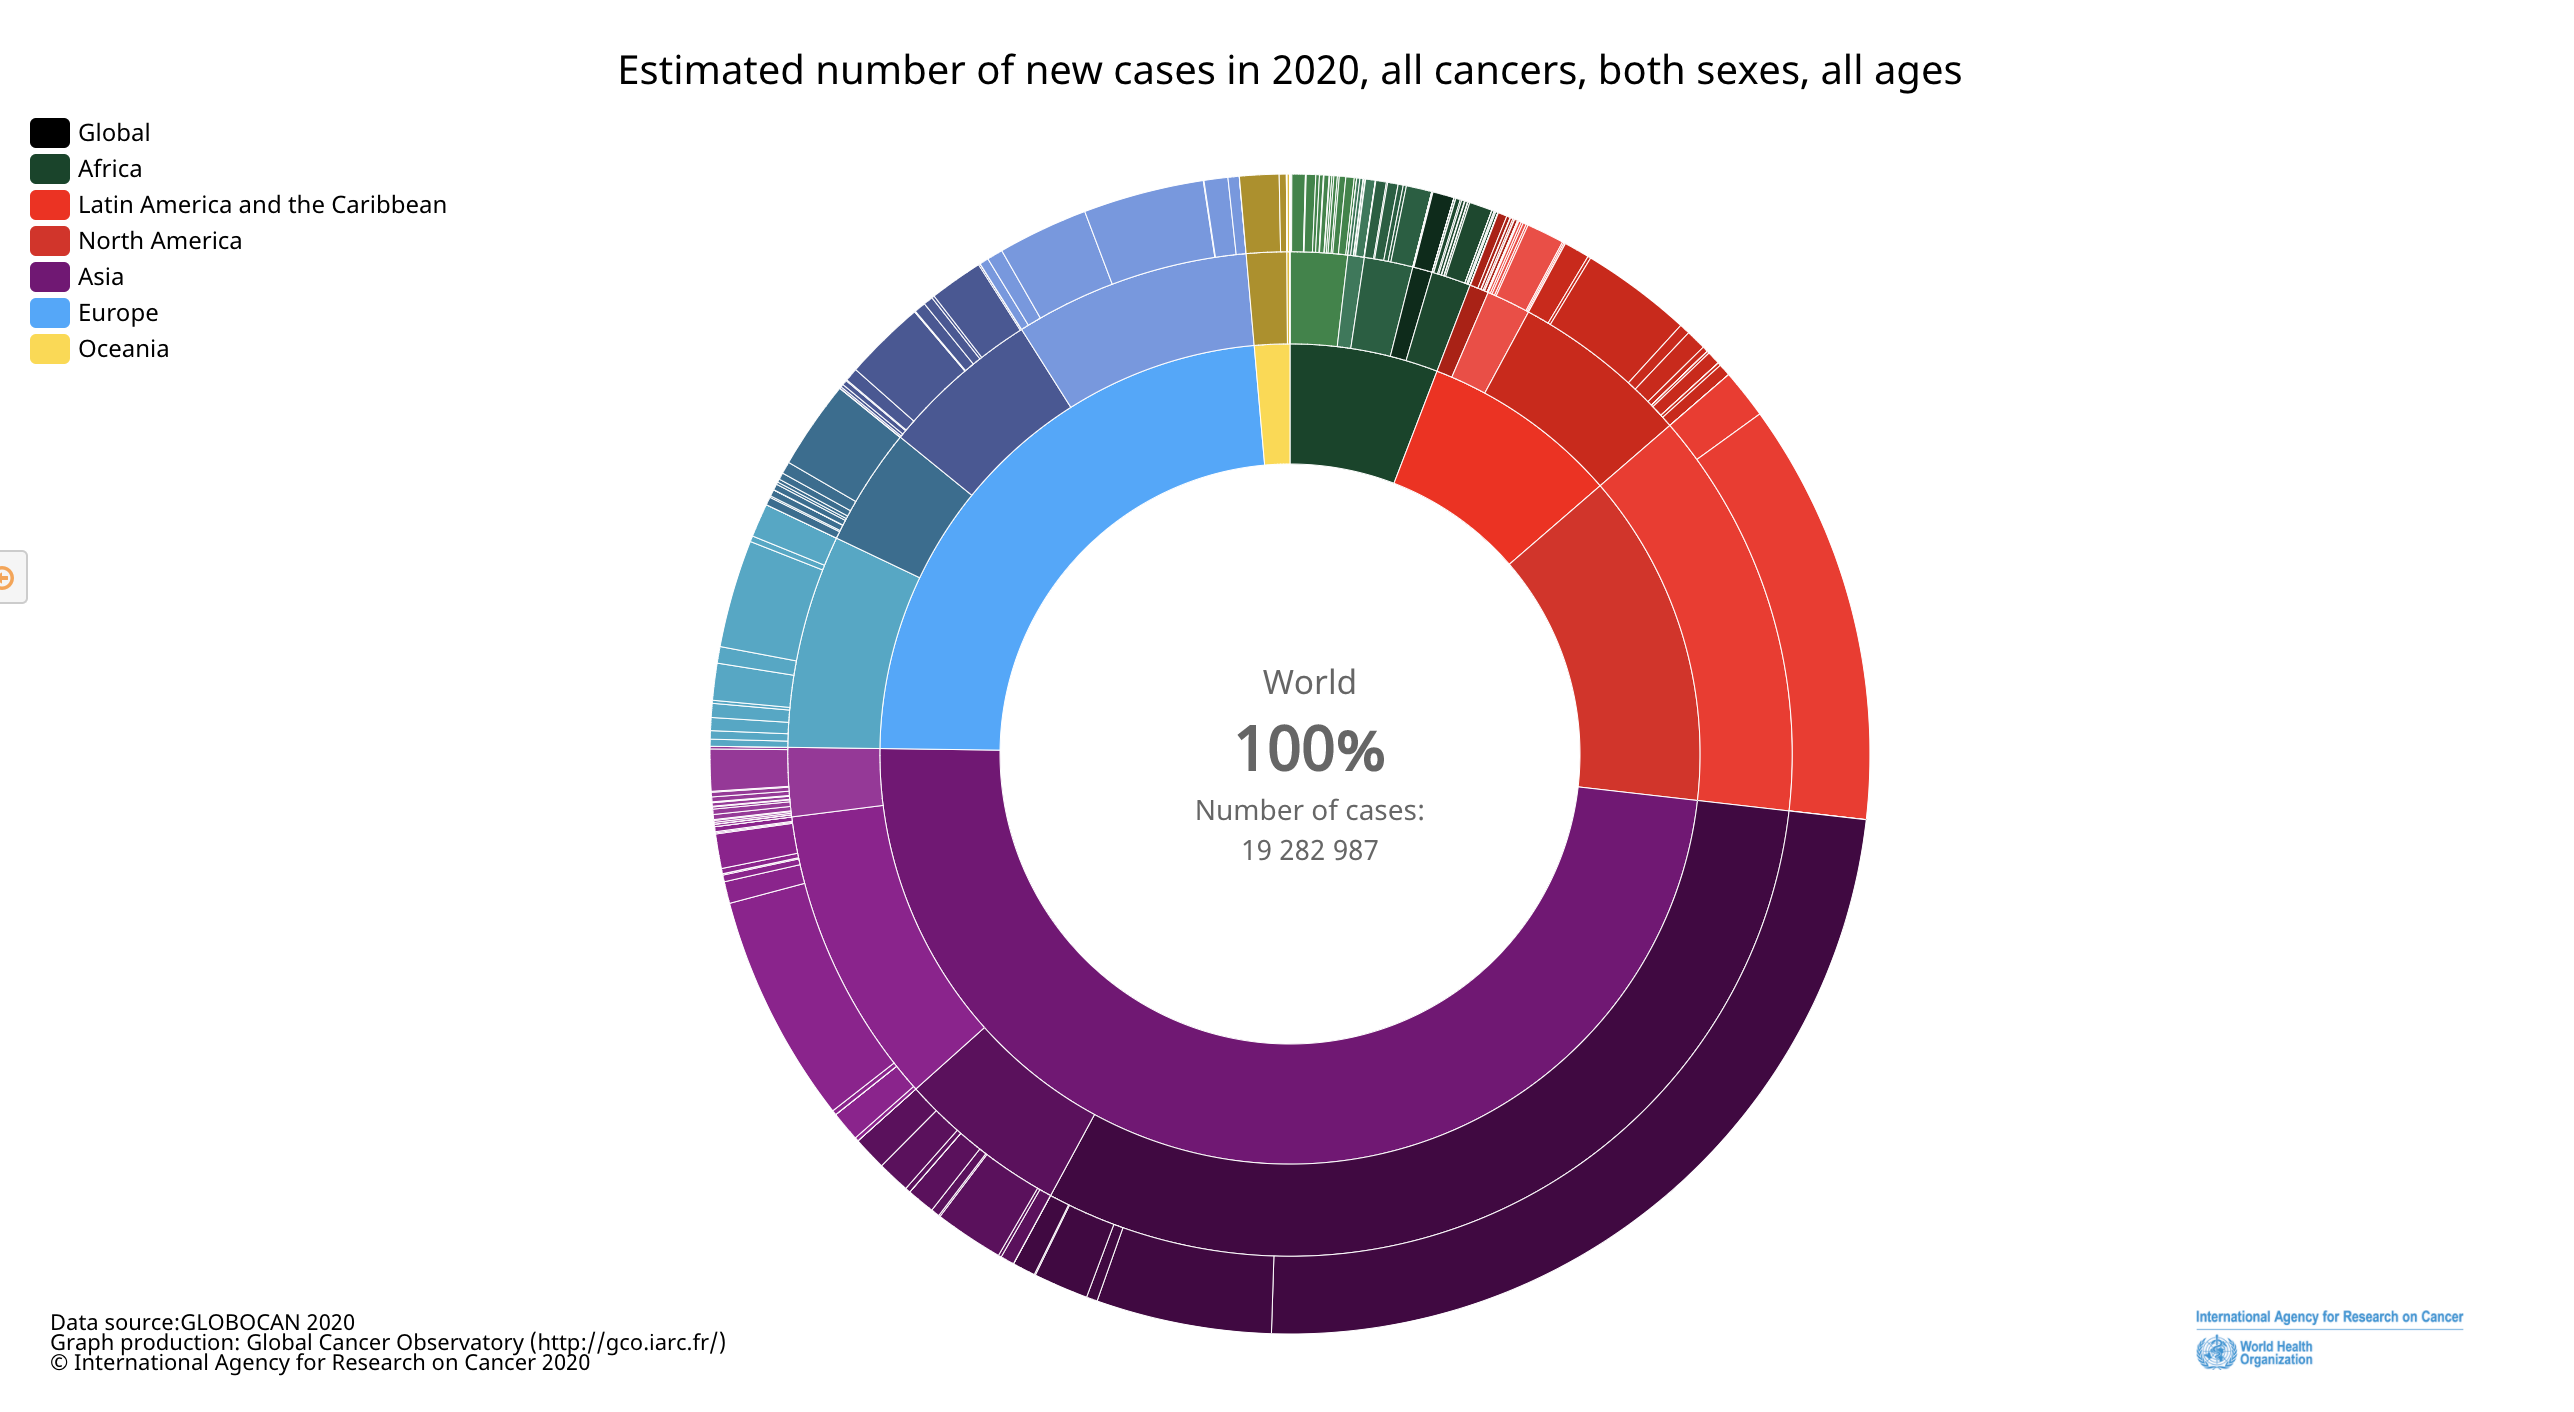 Estimated number of new cases in 2020, all cancers, both sexes, all ages
Global
Africa
Latin America and the Caribbean
North America
Asia
Europe
Oceania
World
100%
Number of cases:
19 282 987
Data source:GLOBOCAN 2020
Graph production: Global Cancer Observatory (http://gco.iarc.fr/)
© International Agency for Research on Cancer 2020
International Agency for Research on Cancer
World Health
Organization